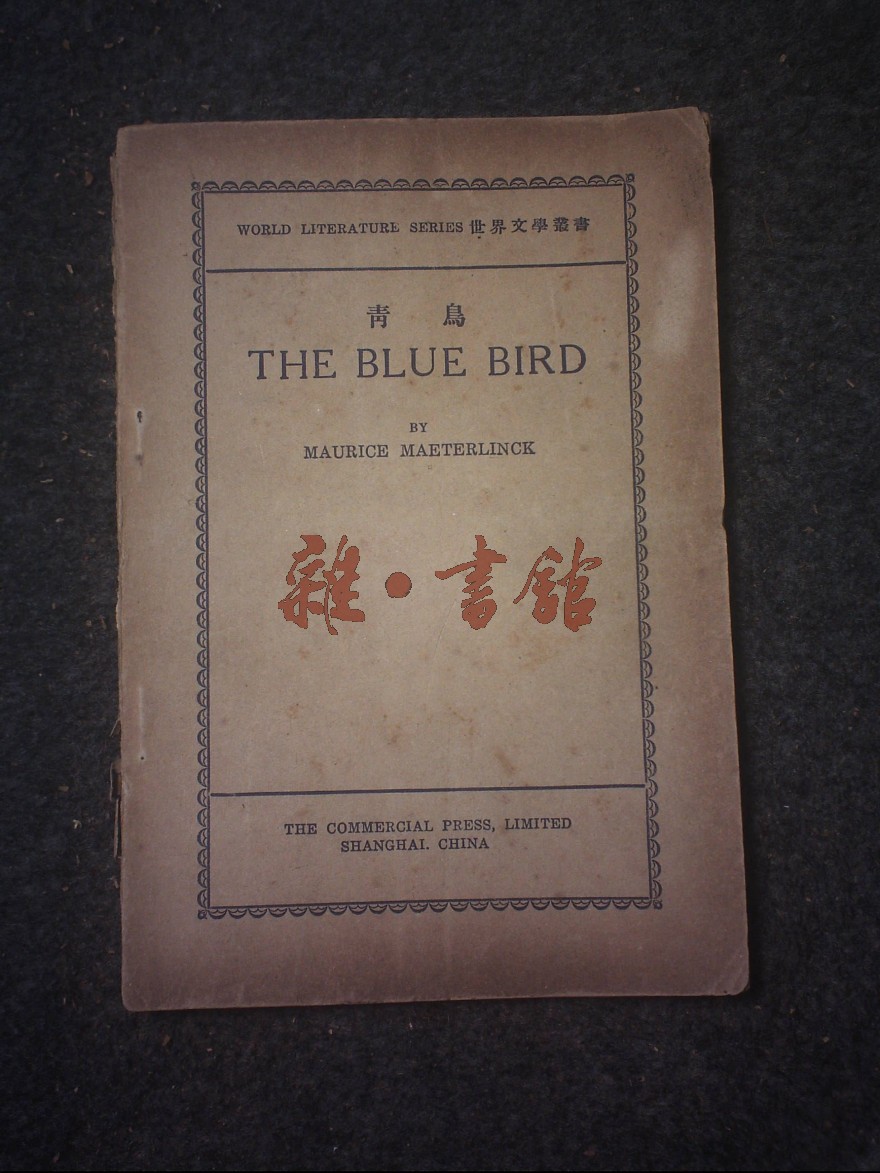 WORLD LITERATURE SERIES 世界文學叢書
靑鳥
THE BLUE BIRD
BY
MAURICE MAETERLINCK
雜·書館
THE COMMERCIAL PRESS, LIMITED
SHANGHAI. CHINA